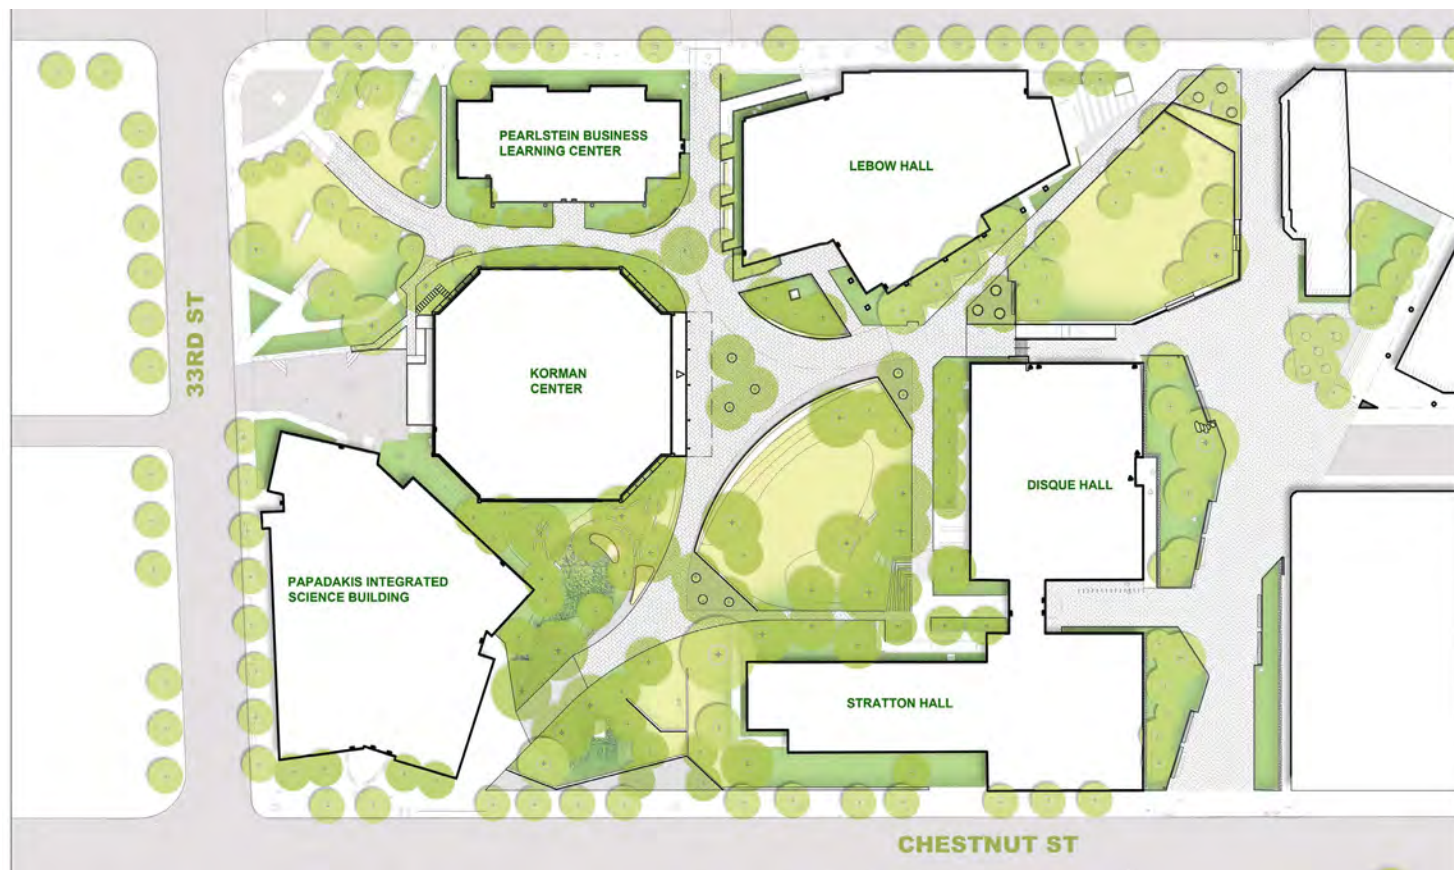 PEARLSTEIN BUSINESS
LEARNING CENTER
LEBOW HALL
33RD ST
KORMAN
CENTER
DISQUE HALL
PAPADAKIS INTEGRATED
SCIENCE BUILDING
STRATTON HALL
CHESTNUT ST